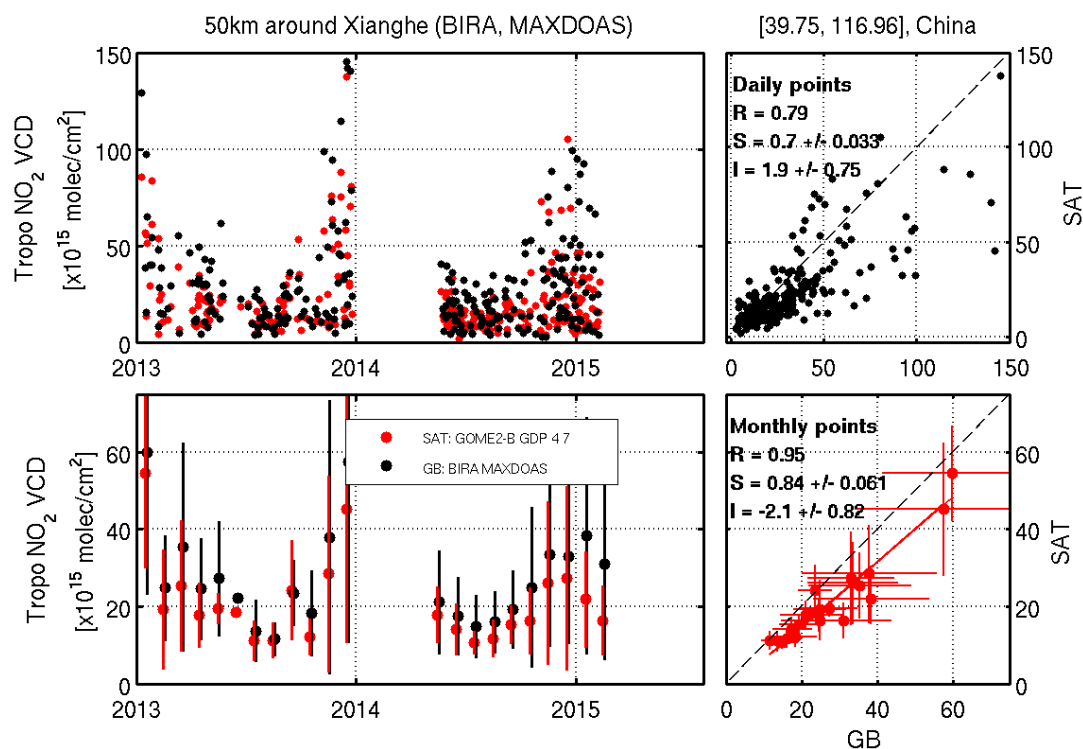 50km around Xianghe (BIRA, MAXDOAS)
[39.75, 116.96], China
Tropo NO2 VCD
[x10^15 molec/cm^2]
150
100
50
0
2013
2014
2015
Daily points
R = 0.79
S = 0.7 +/- 0.033
I = 1.9 +/- 0.75
150
100
50
0
SAT
0
50
100
150
Tropo NO2 VCD
[x10^15 molec/cm^2]
60
40
20
0
2013
2014
2015
SAT: GOME2-B GDP 4.7
GB: BIRA MAXDOAS
Monthly points
R = 0.95
S = 0.84 +/- 0.061
I = -2.1 +/- 0.82
60
40
20
0
SAT
0
20
40
60
GB